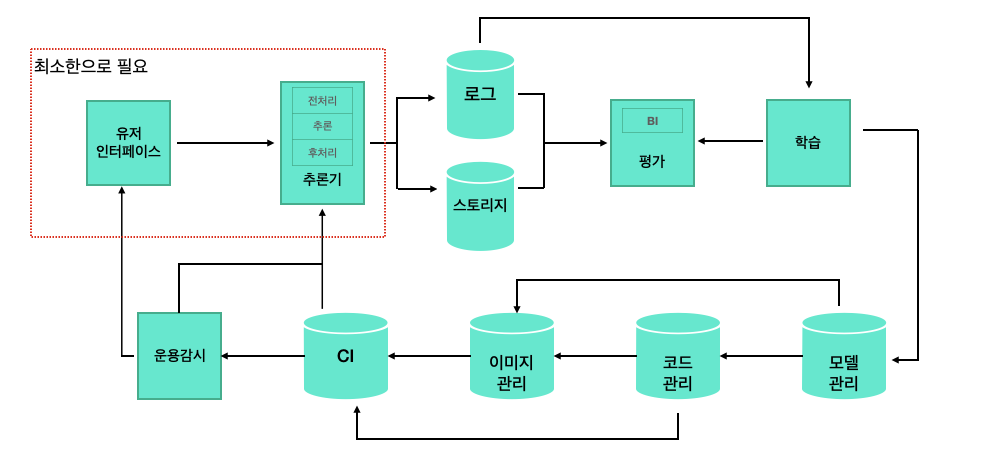 최소한으로 필요
유저
인터페이스
전처리
추론
후처리
추론기
로그
스토리지
BI
평가
학습
운용감시
CI
이미지
관리
코드
관리
모델
관리